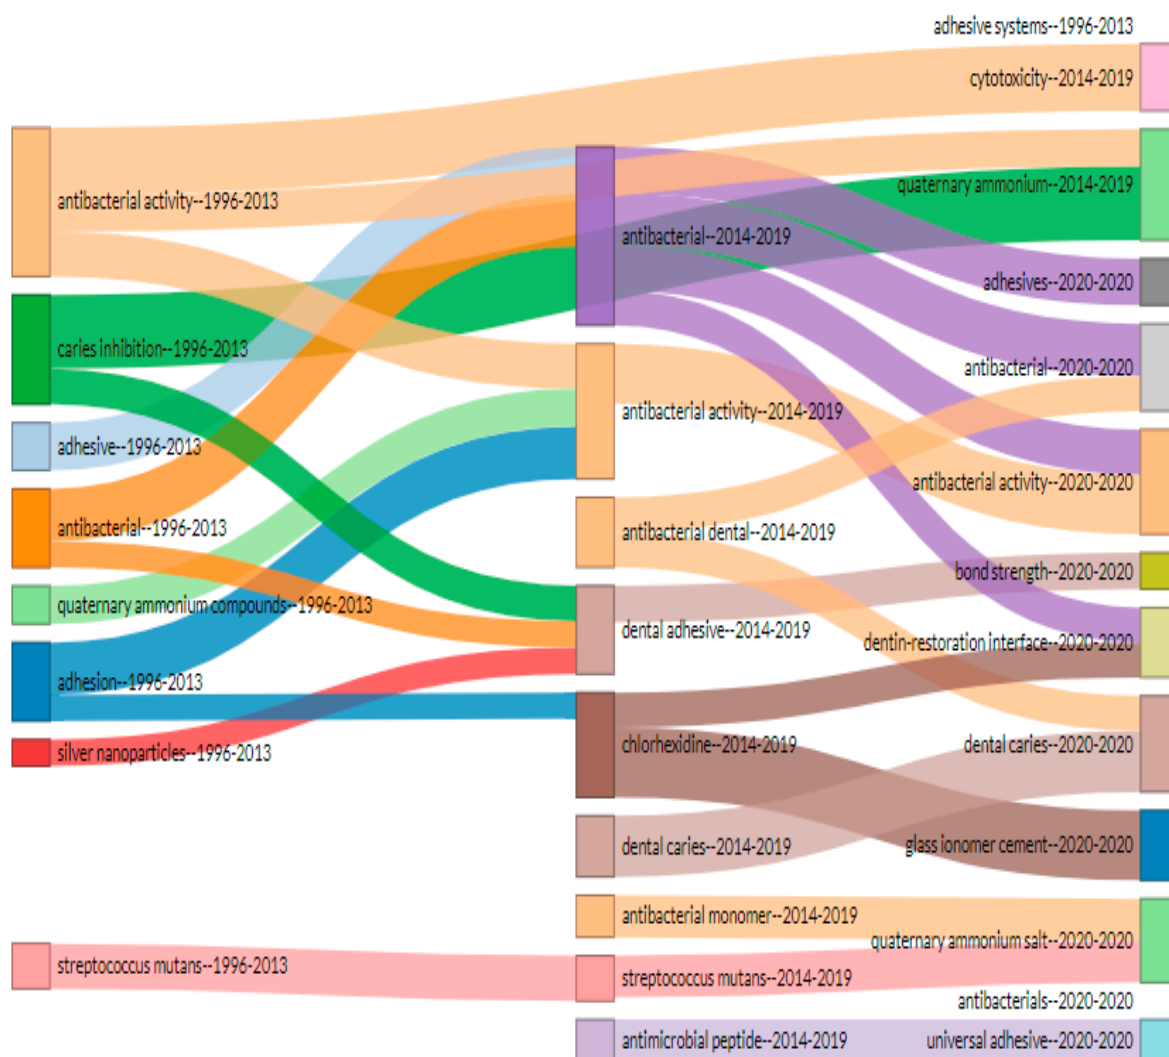 adhesive systems--1996-2013
cytotoxicity--2014-2019
antibacterial activity--1996-2013
quaternary ammonium--2014-2019
antibacterial--2014-2019
adhesives--2020-2020
caries inhibition--1996-2013
antibacterial--2020-2020
antibacterial activity--2014-2019
adhesive--1996-2013
antibacterial activity--2020-2020
antibacterial--1996-2013
antibacterial dental--2014-2019
bond strength--2020-2020
quaternary ammonium compounds--1996-2013
dental adhesive--2014-2019
dentin-restoration interface--2020-2020
adhesion--1996-2013
chlorhexidine--2014-2019
dental caries--2020-2020
silver nanoparticles--1996-2013
dental caries--2014-2019
glass ionomer cement--2020-2020
antibacterial monomer--2014-2019
quaternary ammonium salt--2020-2020
streptococcus mutans--1996-2013
streptococcus mutans--2014-2019
antibacterials--2020-2020
antimicrobial peptide--2014-2019
universal adhesive--2020-2020